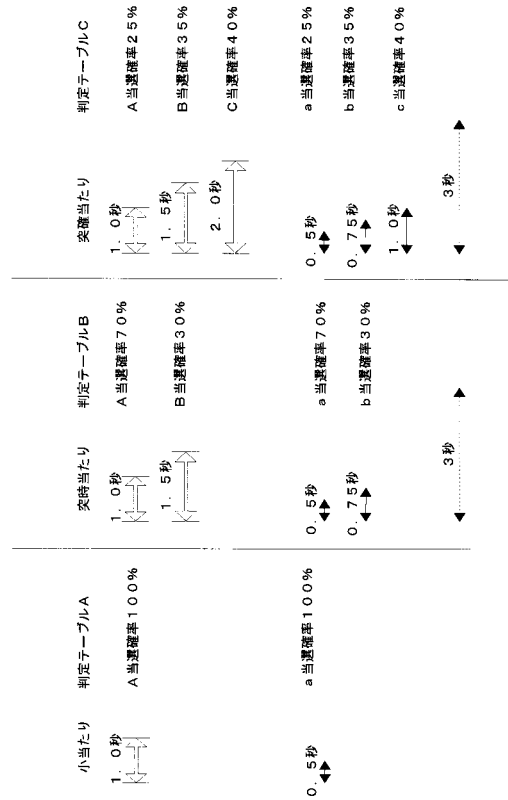 小当たり 判定テーブルA
1.0秒 A当選確率100%
0.5秒 a当選確率100%
突時当たり 判定テーブルB
1.0秒 A当選確率70%
1.5秒 B当選確率30%
0.5秒 a当選確率70%
0.75秒 b当選確率30%
3秒
突確当たり 判定テーブルC
1.0秒 A当選確率25%
1.5秒 B当選確率35%
2.0秒 C当選確率40%
0.5秒 a当選確率25%
0.75秒 b当選確率35%
1.0秒 c当選確率40%
3秒